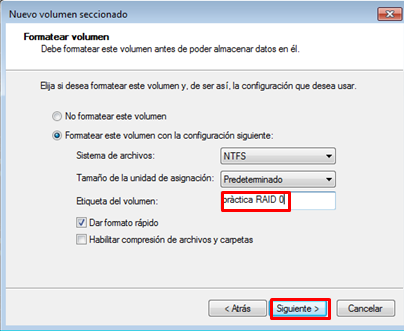 Nuevo volumen seccionado
Formatear volumen
Debe formatear este volumen antes de poder almacenar datos en él.
Elija si desea formatear este volumen y, de ser así, la configuración que desea usar.
No formatear este volumen
Formatear este volumen con la configuración siguiente:
Sistema de archivos: NTFS
Tamaño de la unidad de asignación: Predeterminado
Etiqueta del volumen: pràctica RAID 0
Dar formato rápido
Habilitar compresión de archivos y carpetas
< Atrás Siguiente > Cancelar